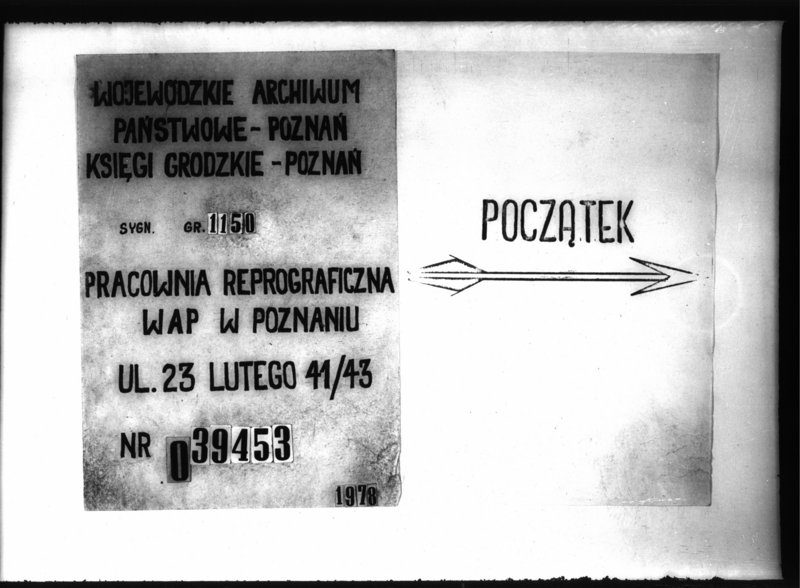 WOJEWÓDZKIE ARCHIWUM
PAŃSTWOWE - POZNAŃ
KSIĘGI GRODZKIE - POZNAŃ
SYGN. GR. 1150
PRACOWNIA REPROGRAFICZNA
WAP W POZNANIU
UL. 23 LUTEGO 41/43
NR 039453
1978
POCZĄTEK